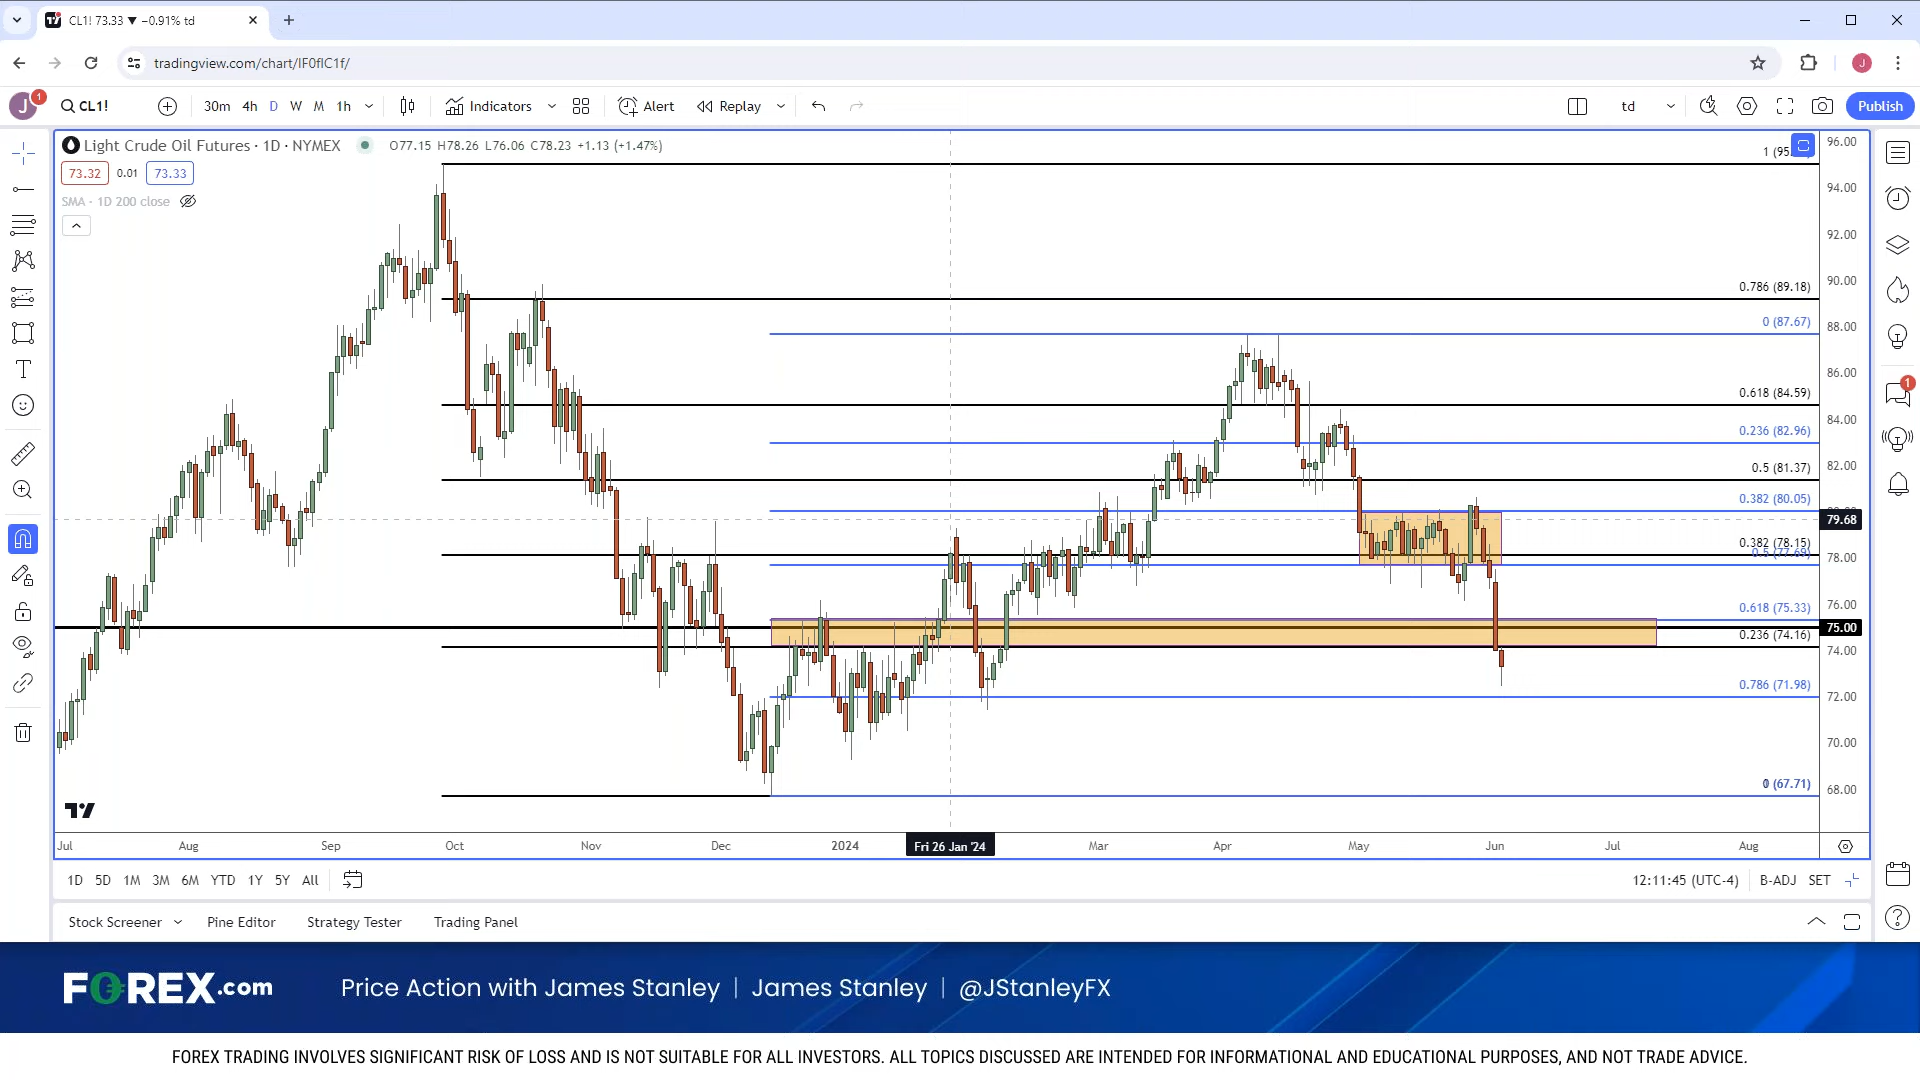 CL1! 73.33 ▼ −0.91% td
tradingview.com/chart/IF0flC1f/
J
J 1 CL1! 30m 4h D W M 1h Indicators Alert Replay td Publish
Light Crude Oil Futures · 1D · NYMEX O77.15 H78.26 L76.06 C78.23 +1.13 (+1.47%)
73.32 0.01 73.33
SMA · 1D 200 close
96.00
94.00
92.00
90.00
0.786 (89.18)
88.00
0 (87.67)
86.00
0.618 (84.59)
84.00
0.236 (82.96)
82.00
0.5 (81.37)
0.382 (80.05)
79.68
0.382 (78.15)
0.5 (77.69)
78.00
76.00
0.618 (75.33)
75.00
0.236 (74.16)
74.00
0.786 (71.98)
72.00
70.00
0 (67.71)
68.00
1
Jul Aug Sep Oct Nov Dec 2024 Fri 26 Jan '24 Mar Apr May Jun Jul Aug
1D 5D 1M 3M 6M YTD 1Y 5Y All 12:11:45 (UTC-4) B-ADJ SET
Stock Screener Pine Editor Strategy Tester Trading Panel
FOREX.com Price Action with James Stanley | James Stanley | @JStanleyFX
FOREX TRADING INVOLVES SIGNIFICANT RISK OF LOSS AND IS NOT SUITABLE FOR ALL INVESTORS. ALL TOPICS DISCUSSED ARE INTENDED FOR INFORMATIONAL AND EDUCATIONAL PURPOSES, AND NOT TRADE ADVICE.